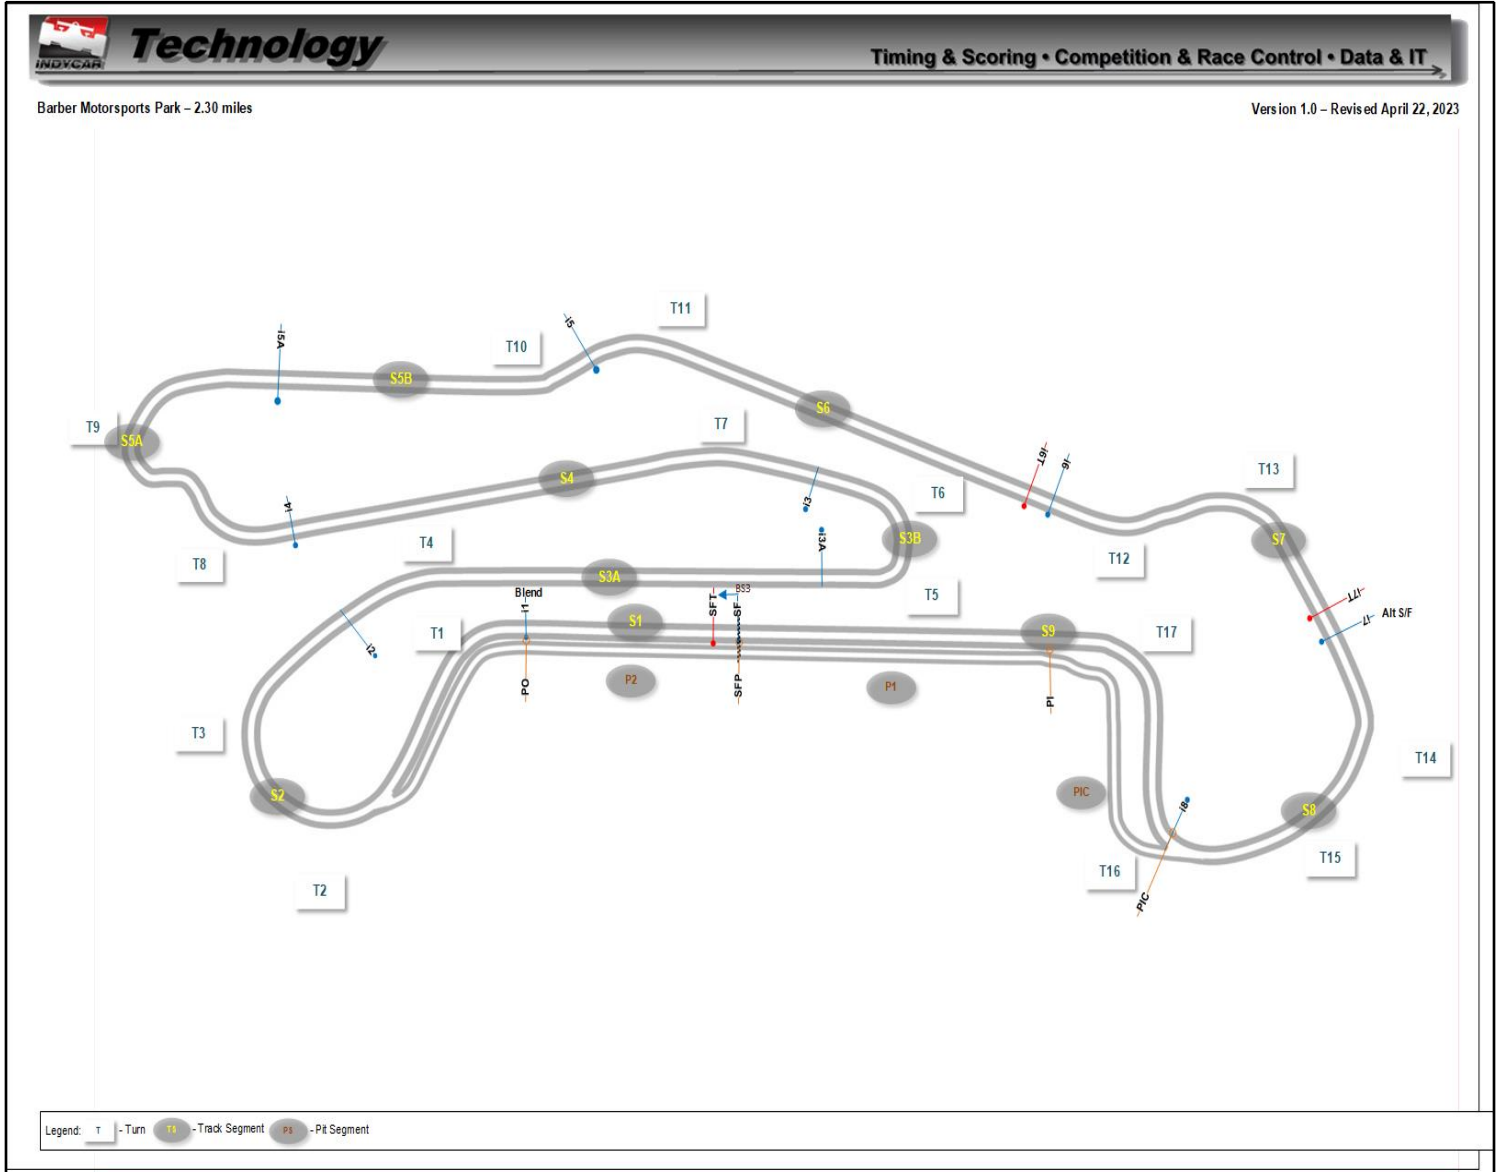 INDYCAR
Technology
Timing & Scoring • Competition & Race Control • Data & IT
Barber Motorsports Park – 2.30 miles
Version 1.0 – Revised April 22, 2023
T11
i5
i5A
T10
S5B
S6
T9
S5A
T7
i6T
i6
T13
S4
i3
T6
i4
i3A
S3B
S7
T8
T4
T12
S3A
T5
Blend
i1
SFT
BS3
SF
i7T
i7
Alt S/F
T1
S1
S9
T17
i2
P2
PO
SFP
P1
PI
T3
T14
S2
PIC
i8
S8
T15
T16
PIC
T2
Legend: T - Turn TS - Track Segment PS - Pit Segment